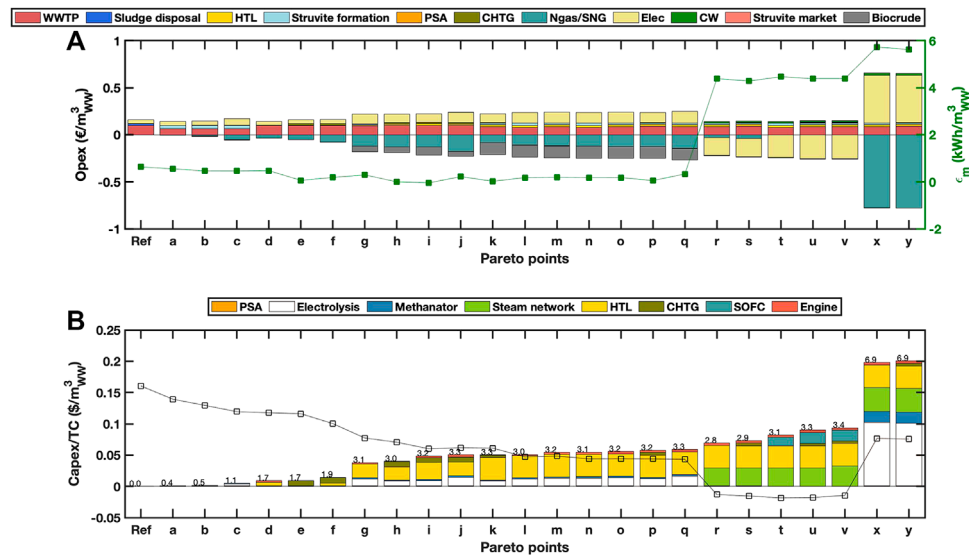 WWTP Sludge disposal HTL Struvite formation PSA CHTG Ngas/SNG Elec CW Struvite market Biocrude
A
1
0.5
0
-0.5
-1
Opex (€/m³WW)
6
4
2
0
-2
ϵm (kWh/m³WW)
Ref a b c d e f g h i j k l m n o p q r s t u v x y
Pareto points
PSA Electrolysis Methanator Steam network HTL CHTG SOFC Engine
B
0.25
0.2
0.15
0.1
0.05
0
-0.05
Capex/TC ($/m³WW)
0.0 0.4 0.5 1.1 1.7 1.7 1.9 3.1 3.0 3.2 3.3 3.3 3.0 3.2 3.1 3.2 3.2 3.3 2.8 2.9 3.1 3.3 3.4 6.9 6.9
Ref a b c d e f g h i j k l m n o p q r s t u v x y
Pareto points